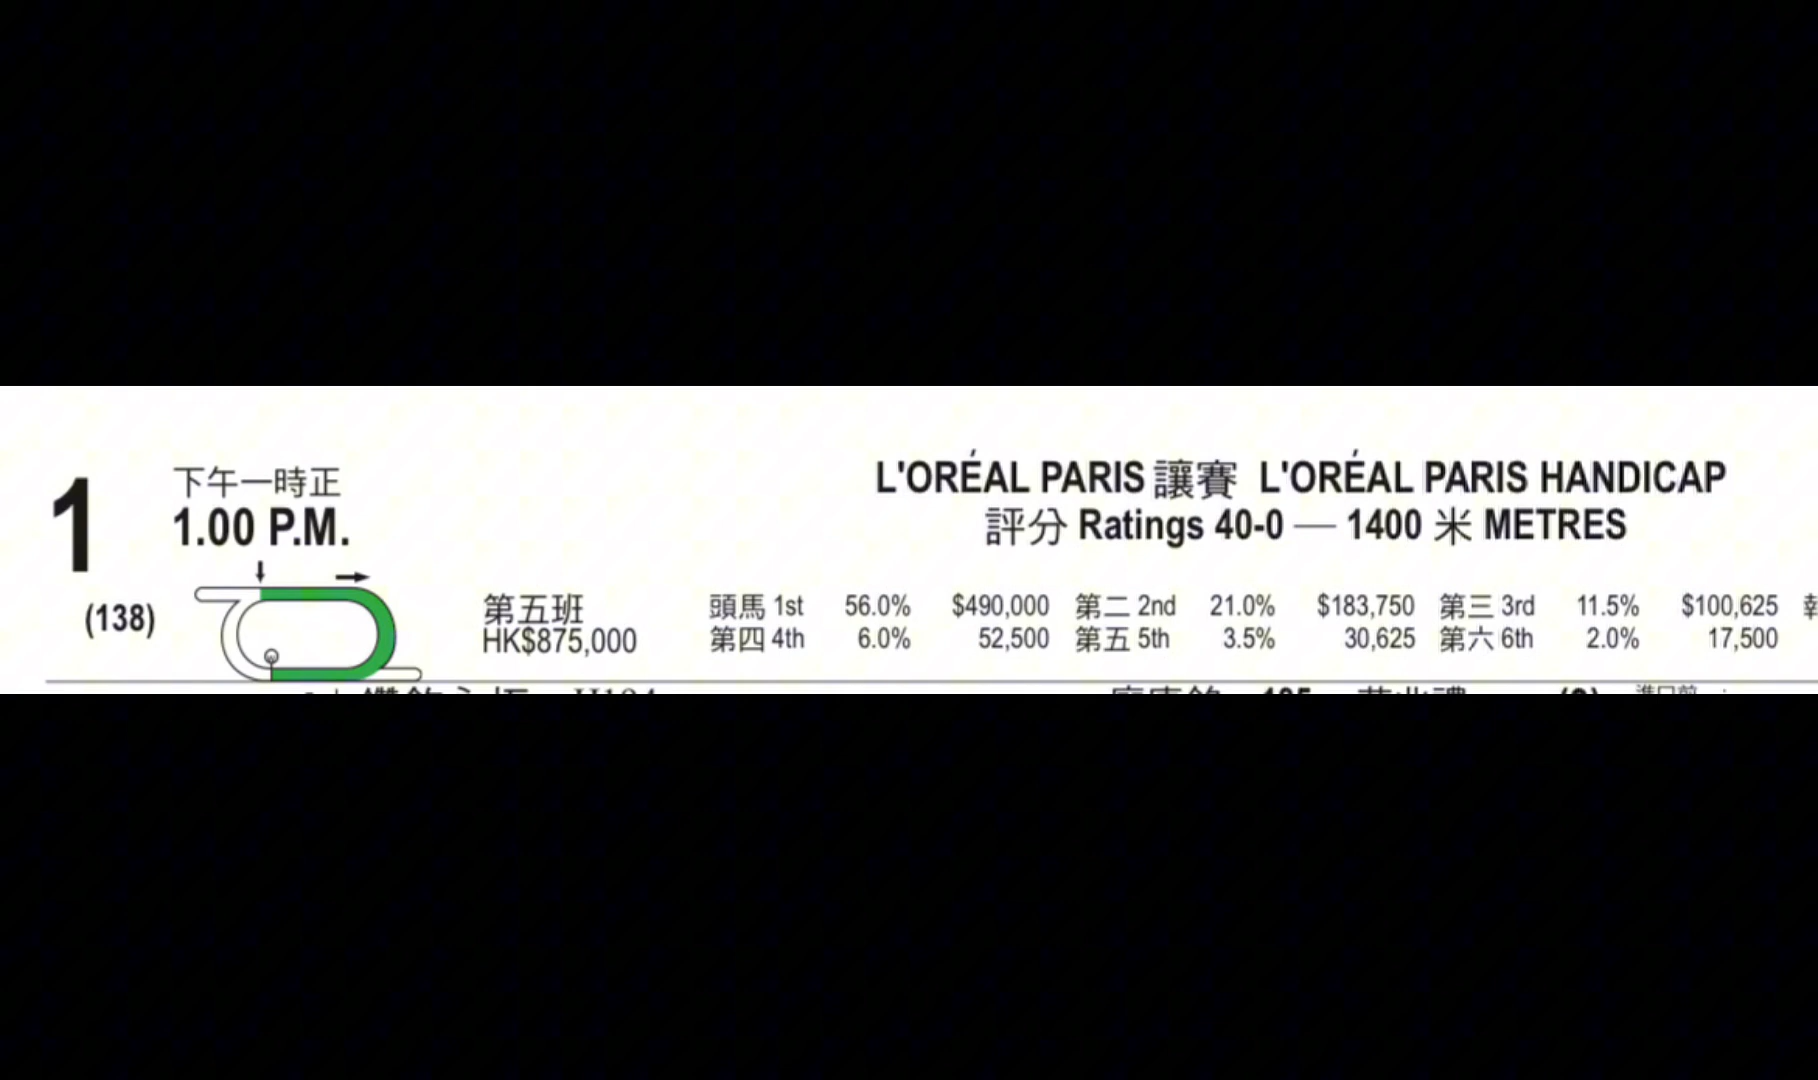 1
下午一時正
1.00 P.M.
(138)
L'ORÉAL PARIS 讓賽 L'ORÉAL PARIS HANDICAP
評分 Ratings 40-0 — 1400 米 METRES
第五班
HK$875,000
頭馬 1st 56.0% $490,000 第二 2nd 21.0% $183,750 第三 3rd 11.5% $100,625
第四 4th 6.0% 52,500 第五 5th 3.5% 30,625 第六 6th 2.0% 17,500